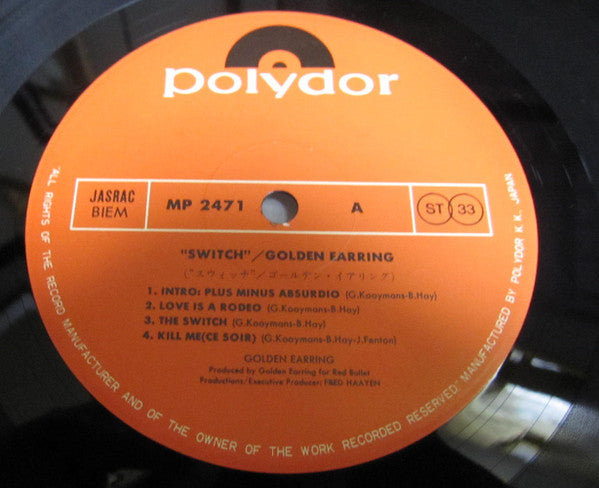 polydor
JASRAC
BIEM
MP 2471
A
ST 33
"SWITCH"/GOLDEN EARRING
("スウィッチ"/ゴールデン・イアリング)
1. INTRO: PLUS MINUS ABSURDIO (G.Kooymans-B.Hay)
2. LOVE IS A RODEO (G.Kooymans-B.Hay)
3. THE SWITCH (G.Kooymans-B.Hay)
4. KILL ME(CE SOIR) (G.Kooymans-B.Hay-J.Fenton)
GOLDEN EARRING
Produced by Golden Earring for Red Bullet
Productions/Executive Producer: FRED HAAYEN
ALL RIGHTS OF THE RECORD MANUFACTURER AND OF THE OWNER OF THE WORK RECORDED RESERVED MANUFACTURED BY POLYDOR K.K., JAPAN